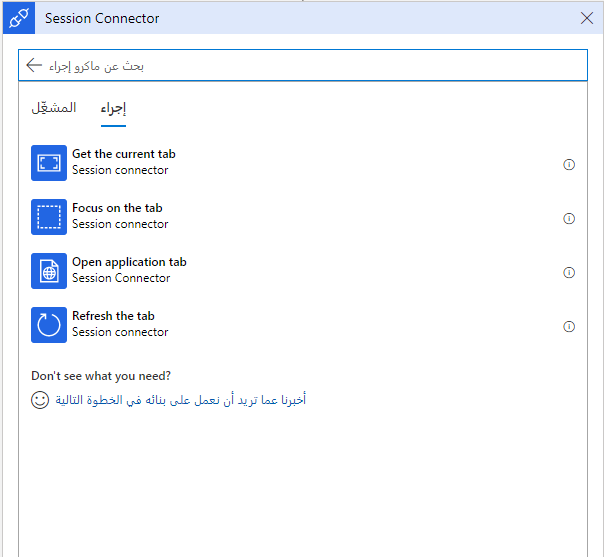 Session Connector
بحث عن ماكرو إجراء
المشغّل
إجراء
Get the current tab
Session connector
Focus on the tab
Session connector
Open application tab
Session Connector
Refresh the tab
Session connector
Don't see what you need?
أخبرنا عما تريد أن نعمل على بنائه في الخطوة التالية